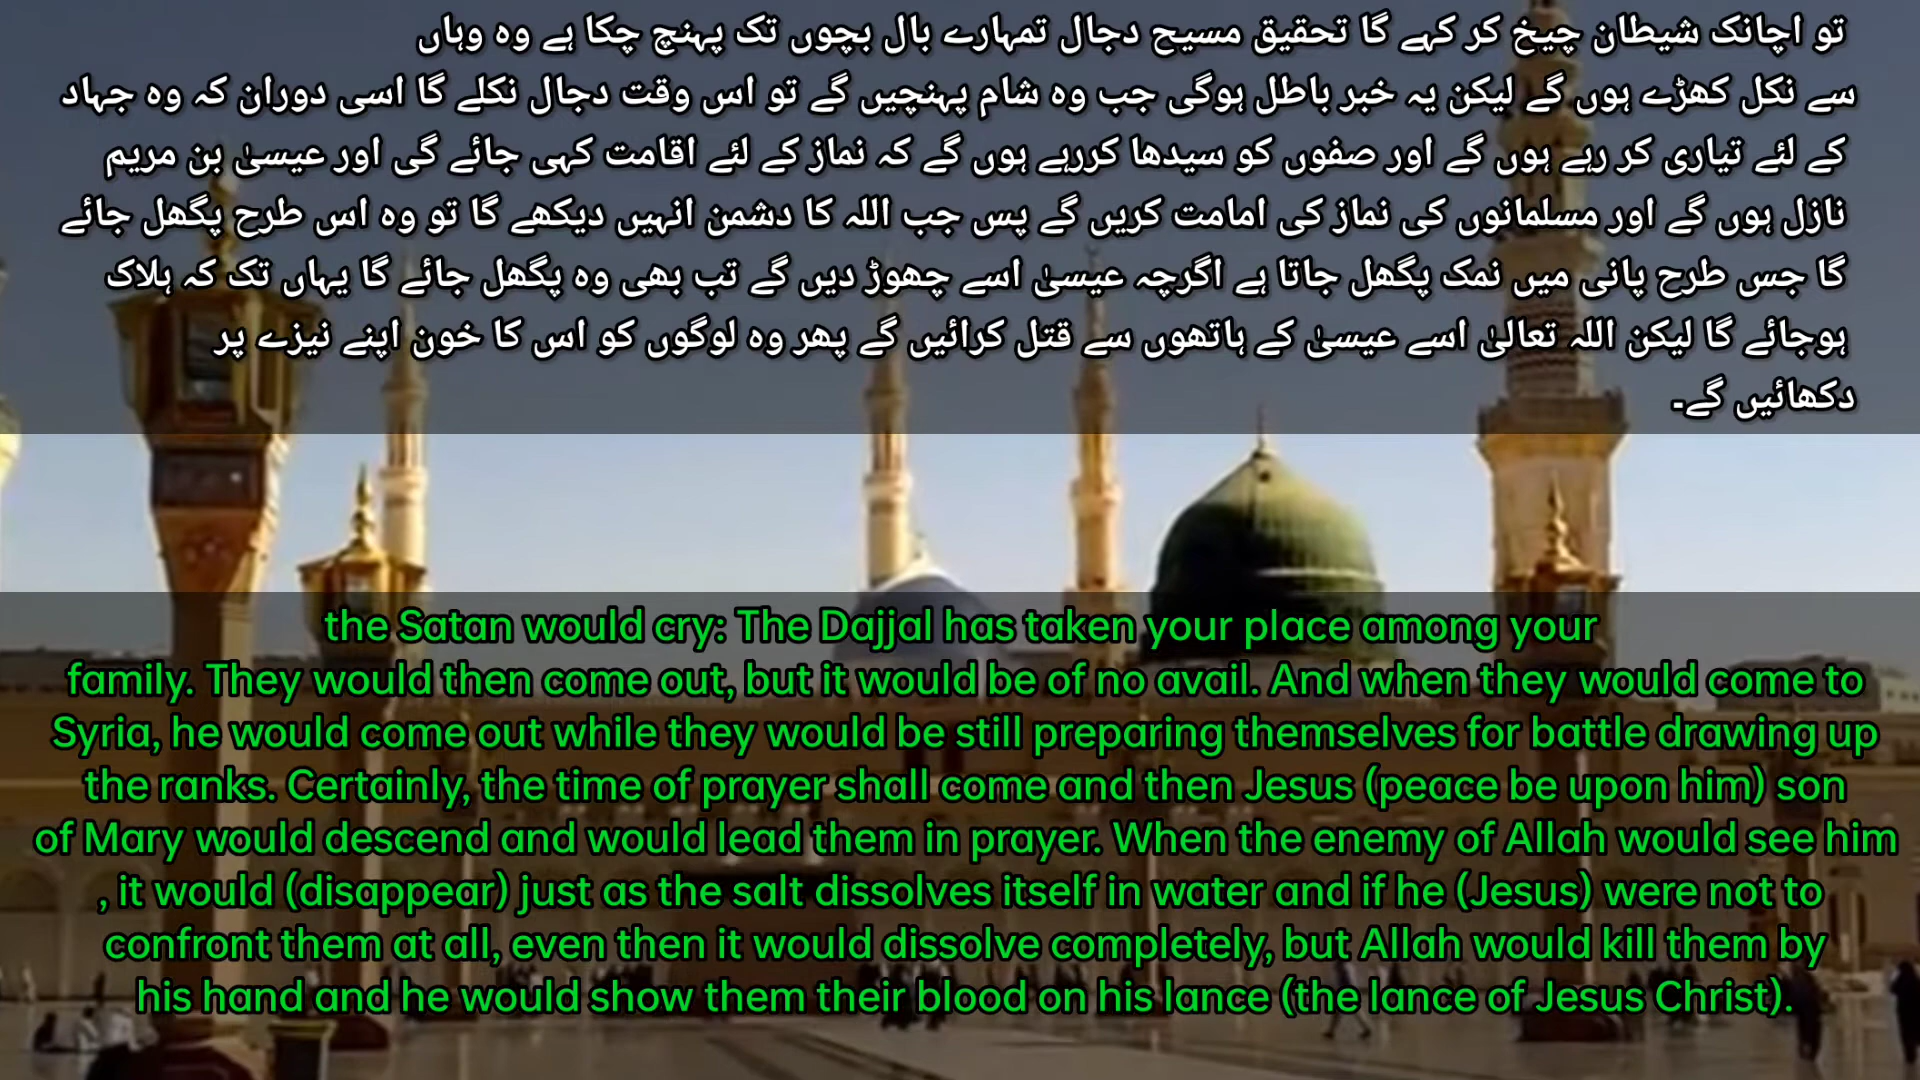 تو اچانک شیطان چیخ کر کہے گا تحقیق مسیح دجال تمہارے بال بچوں تک پہنچ چکا ہے وہ وہاں
سے نکل کھڑے ہوں گے لیکن یہ خبر باطل ہوگی جب وہ شام پہنچیں گے تو اس وقت دجال نکلے گا اسی دوران کہ وہ جہاد
کے لئے تیاری کر رہے ہوں گے اور صفوں کو سیدھا کررہے ہوں گے کہ نماز کے لئے اقامت کہی جائے گی اور عیسیٰ بن مریم
نازل ہوں گے اور مسلمانوں کی نماز کی امامت کریں گے پس جب اللہ کا دشمن انہیں دیکھے گا تو وہ اس طرح پگھل جائے
گا جس طرح پانی میں نمک پگھل جاتا ہے اگرچہ عیسیٰ اسے چھوڑ دیں گے تب بھی وہ پگھل جائے گا یہاں تک کہ ہلاک
ہوجائے گا لیکن اللہ تعالیٰ اسے عیسیٰ کے ہاتھوں سے قتل کرائیں گے پھر وہ لوگوں کو اس کا خون اپنے نیزے پر
دکھائیں گے۔
the Satan would cry: The Dajjal has taken your place among your
family. They would then come out, but it would be of no avail. And when they would come to
Syria, he would come out while they would be still preparing themselves for battle drawing up
the ranks. Certainly, the time of prayer shall come and then Jesus (peace be upon him) son
of Mary would descend and would lead them in prayer. When the enemy of Allah would see him
, it would (disappear) just as the salt dissolves itself in water and if he (Jesus) were not to
confront them at all, even then it would dissolve completely, but Allah would kill them by
his hand and he would show them their blood on his lance (the lance of Jesus Christ).